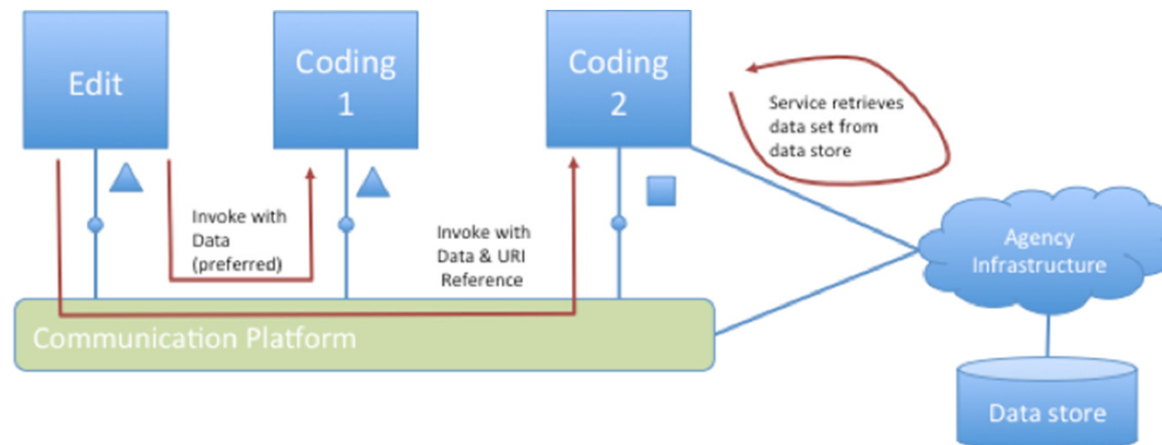 Edit
Coding
1
Coding
2
Service retrieves
data set from
data store
Invoke with
Data
(preferred)
Invoke with
Data & URI
Reference
Agency
Infrastructure
Communication Platform
Data store